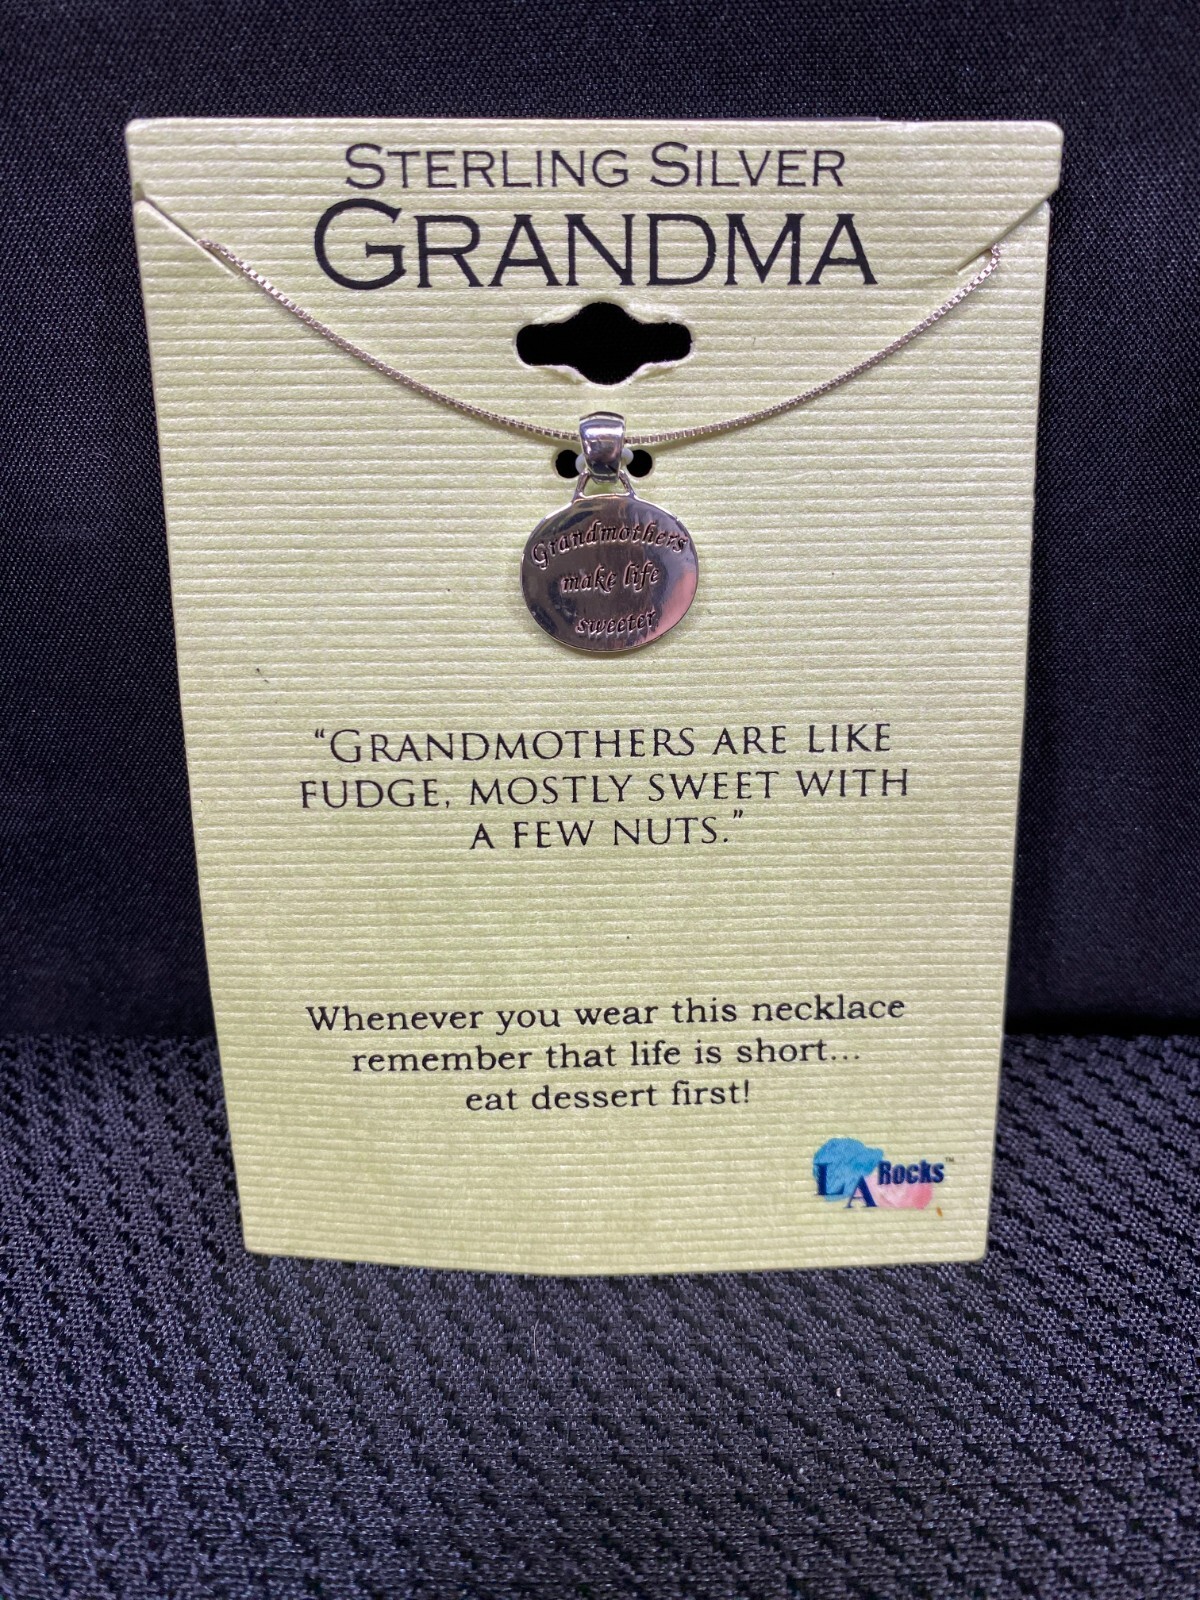 STERLING SILVER
GRANDMA
Grandmothers
make life
sweeter
“GRANDMOTHERS ARE LIKE
FUDGE, MOSTLY SWEET WITH
A FEW NUTS.”
Whenever you wear this necklace
remember that life is short...
eat dessert first!
LA Rocks™